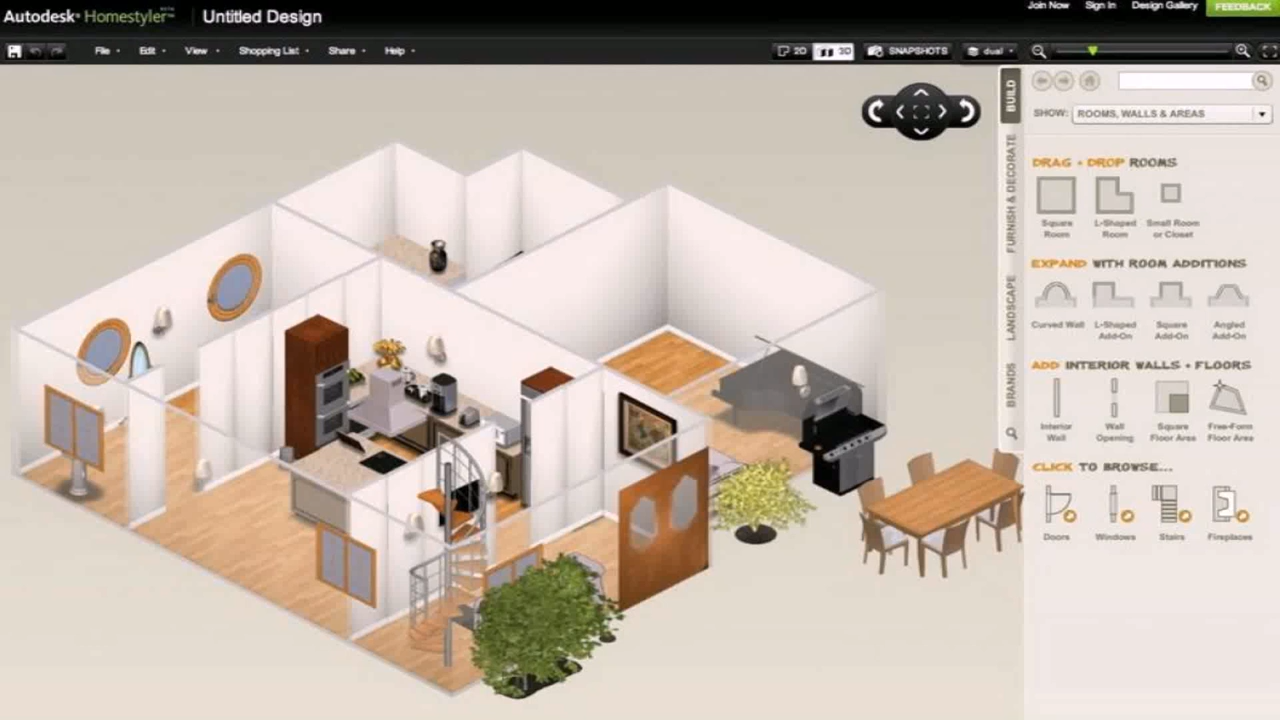 Autodesk® Homestyler™ BETA
Untitled Design
Join Now Sign In Design Gallery FEEDBACK
File Edit View Shopping List Share Help
2D 3D SNAPSHOTS dual
BUILD
FURNISH & DECORATE
LANDSCAPE
BRANDS
SHOW: ROOMS, WALLS & AREAS
DRAG + DROP ROOMS
Square Room
L-Shaped Room
Small Room or Closet
EXPAND WITH ROOM ADDITIONS
Curved Wall
L-Shaped Add-On
Square Add-On
Angled Add-On
ADD INTERIOR WALLS + FLOORS
Interior Wall
Wall Opening
Square Floor Area
Free-Form Floor Area
CLICK TO BROWSE...
Doors Windows Stairs Fireplaces